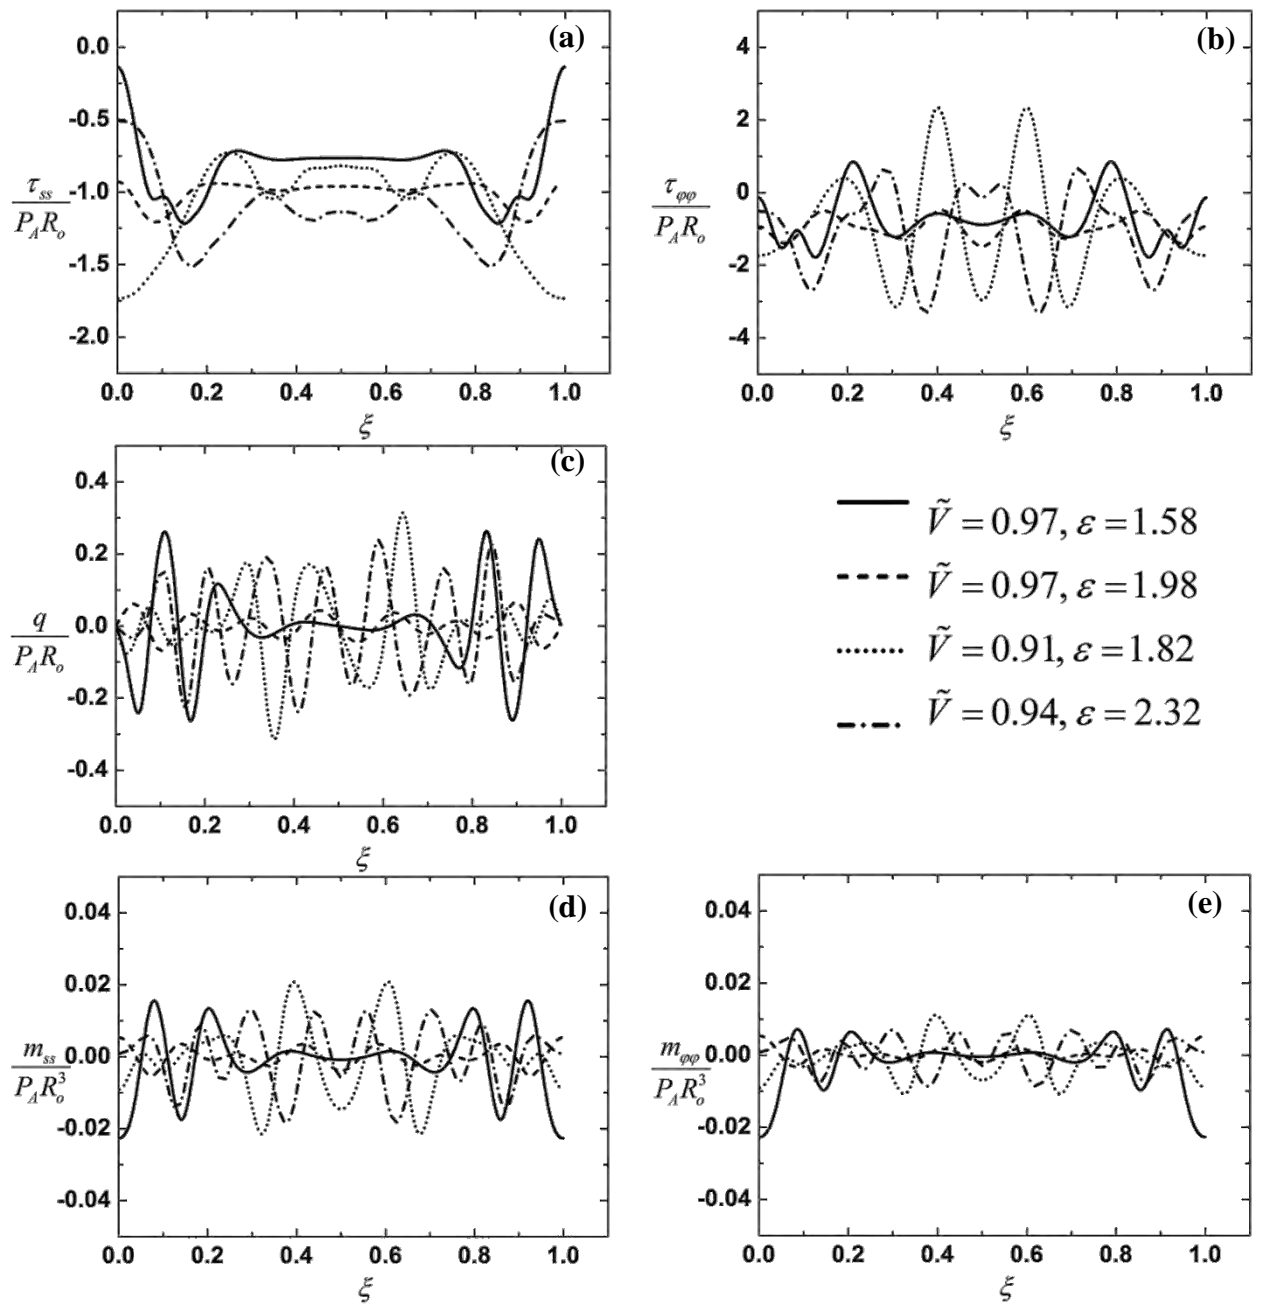 (a)
0.0
-0.5
-1.0
-1.5
-2.0
τss
PARo
0.0 0.2 0.4 0.6 0.8 1.0
ξ
(b)
4
2
0
-2
-4
τφφ
PARo
0.0 0.2 0.4 0.6 0.8 1.0
ξ
(c)
0.4
0.2
0.0
-0.2
-0.4
q
PARo
0.0 0.2 0.4 0.6 0.8 1.0
ξ
Ṽ = 0.97, ε = 1.58
Ṽ = 0.97, ε = 1.98
Ṽ = 0.91, ε = 1.82
Ṽ = 0.94, ε = 2.32
(d)
0.04
0.02
0.00
-0.02
-0.04
mss
PARo³
0.0 0.2 0.4 0.6 0.8 1.0
ξ
(e)
0.04
0.02
0.00
-0.02
-0.04
mφφ
PARo³
0.0 0.2 0.4 0.6 0.8 1.0
ξ